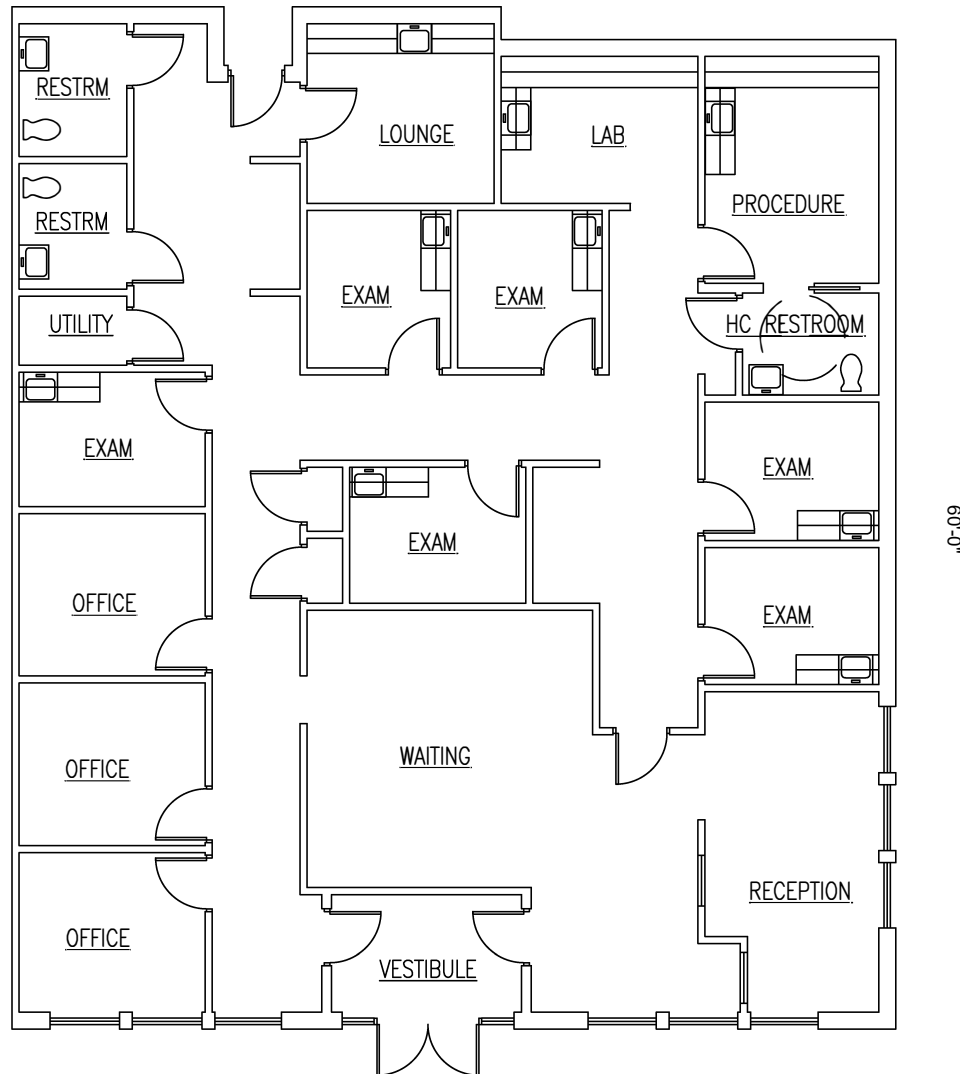 RESTRM
LOUNGE
LAB
RESTRM
PROCEDURE
EXAM
EXAM
UTILITY
HC RESTROOM
EXAM
EXAM
EXAM
60'-0"
OFFICE
EXAM
WAITING
OFFICE
RECEPTION
OFFICE
VESTIBULE